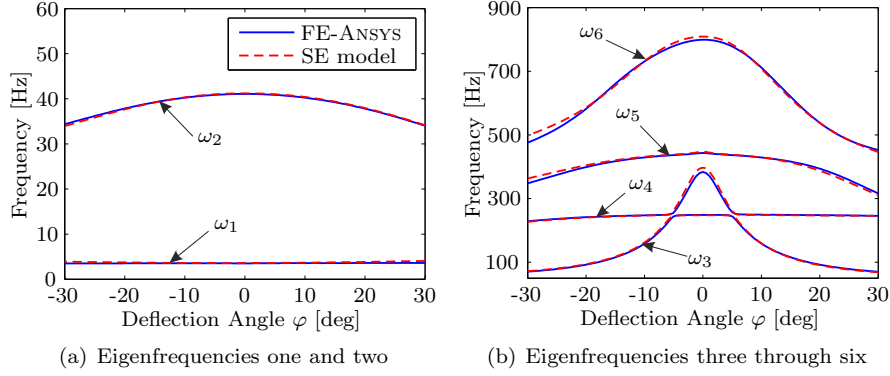 60
50
40
30
20
10
0
Frequency [Hz]
FE-ANSYS
SE model
ω2
ω1
-30 -20 -10 0 10 20 30
Deflection Angle φ [deg]
(a) Eigenfrequencies one and two
900
700
500
300
100
Frequency [Hz]
ω6
ω5
ω4
ω3
-30 -20 -10 0 10 20 30
Deflection Angle φ [deg]
(b) Eigenfrequencies three through six